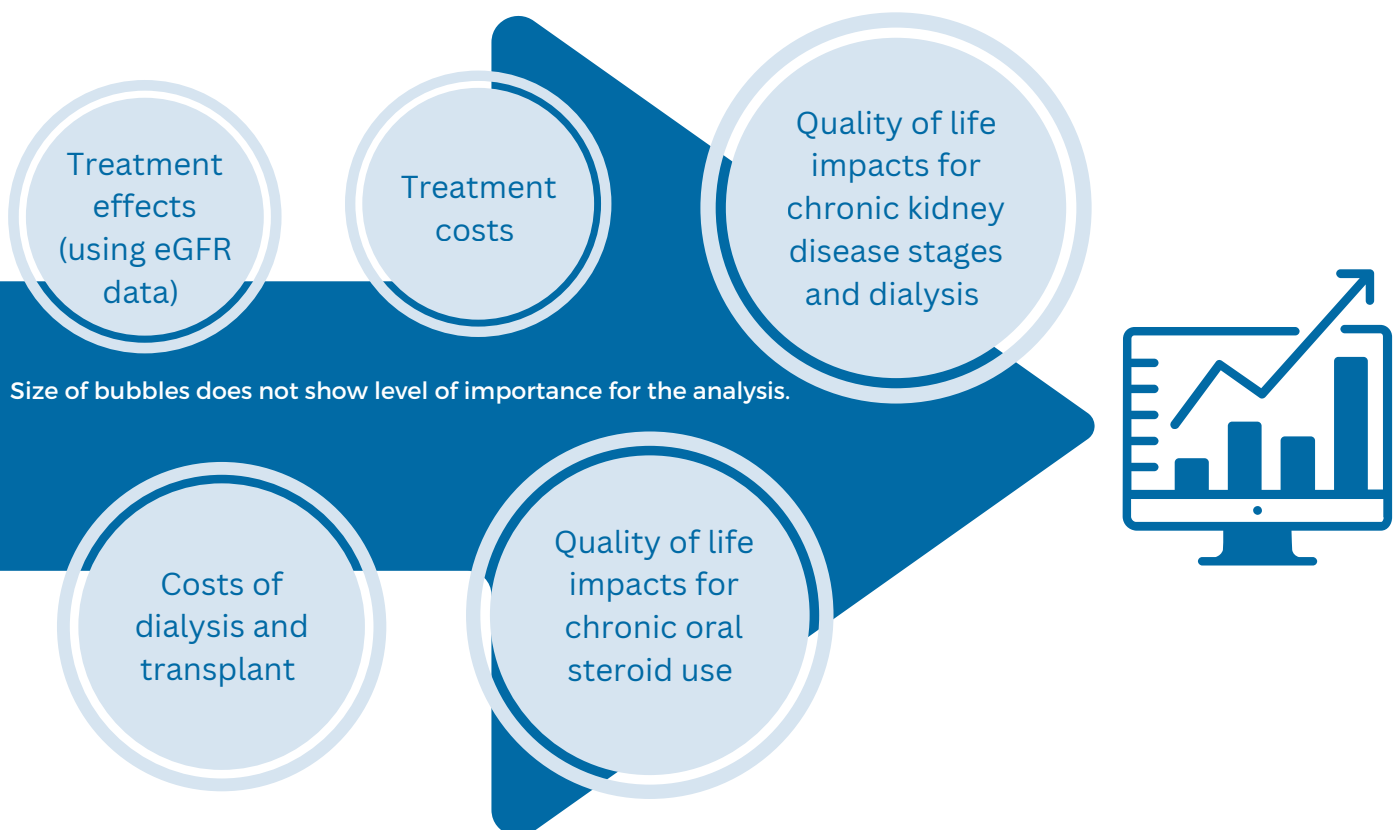 Treatment
effects
(using eGFR
data)
Treatment
costs
Quality of life
impacts for
chronic kidney
disease stages
and dialysis
Size of bubbles does not show level of importance for the analysis.
Costs of
dialysis and
transplant
Quality of life
impacts for
chronic oral
steroid use